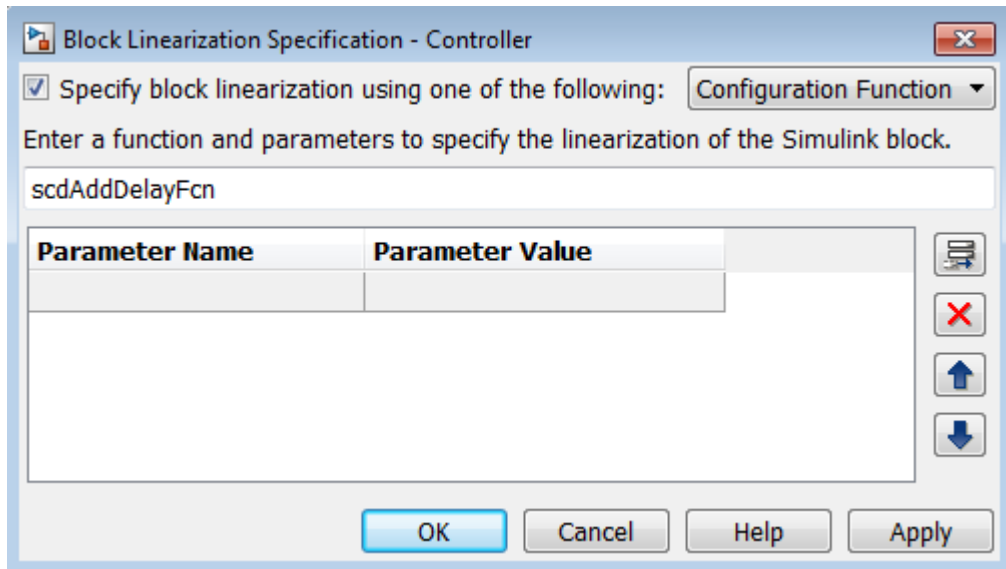 Block Linearization Specification - Controller
Specify block linearization using one of the following: Configuration Function
Enter a function and parameters to specify the linearization of the Simulink block.
scdAddDelayFcn
Parameter Name Parameter Value
OK Cancel Help Apply